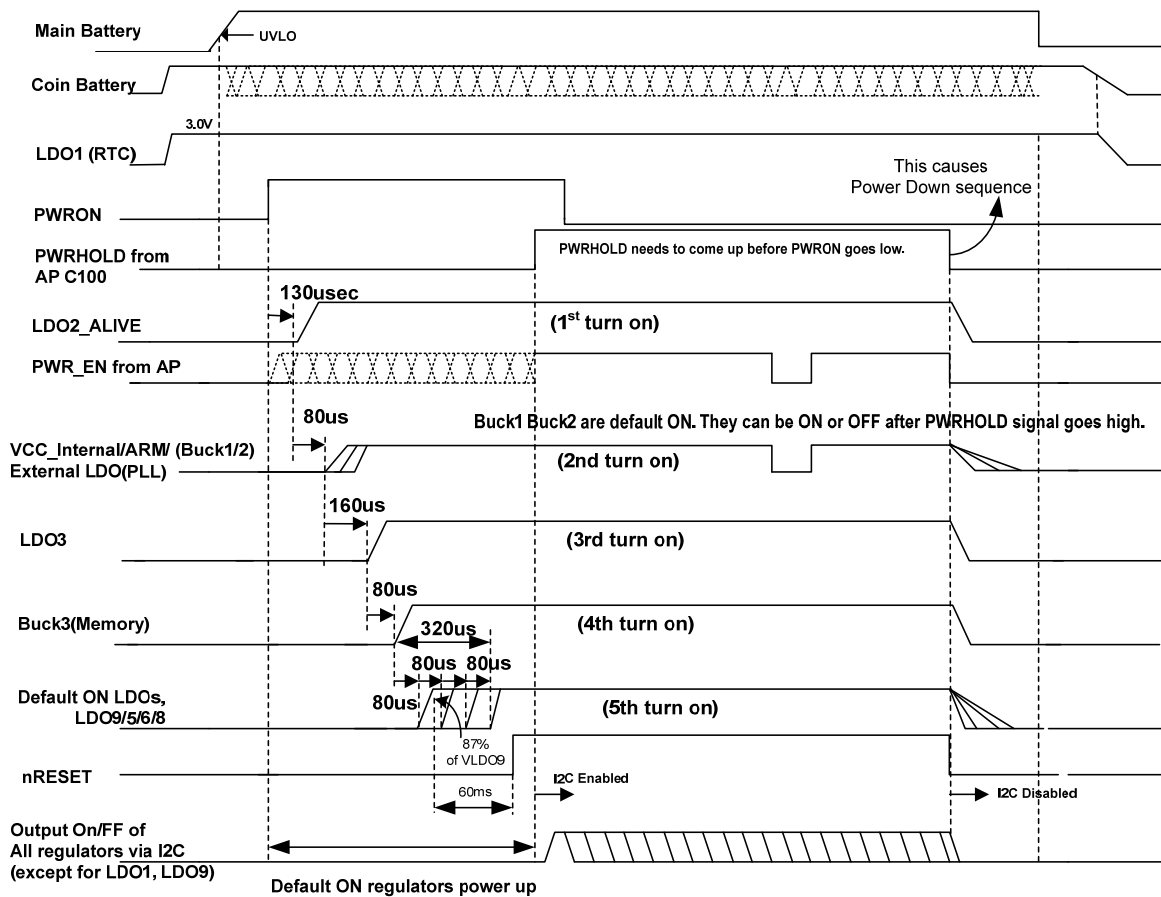 Main Battery
UVLO
Coin Battery
3.0V
LDO1 (RTC)
This causes
Power Down sequence
PWRON
PWRHOLD from
AP C100
PWRHOLD needs to come up before PWRON goes low.
130usec
LDO2_ALIVE
(1st turn on)
PWR_EN from AP
80us
Buck1 Buck2 are default ON. They can be ON or OFF after PWRHOLD signal goes high.
VCC_Internal/ARM/ (Buck1/2)
External LDO(PLL)
(2nd turn on)
160us
LDO3
(3rd turn on)
80us
Buck3(Memory)
(4th turn on)
320us
80us
80us
Default ON LDOs,
LDO9/5/6/8
80us
(5th turn on)
87%
of VLDO9
nRESET
I2C Enabled
60ms
I2C Disabled
Output On/FF of
All regulators via I2C
(except for LDO1, LDO9)
Default ON regulators power up